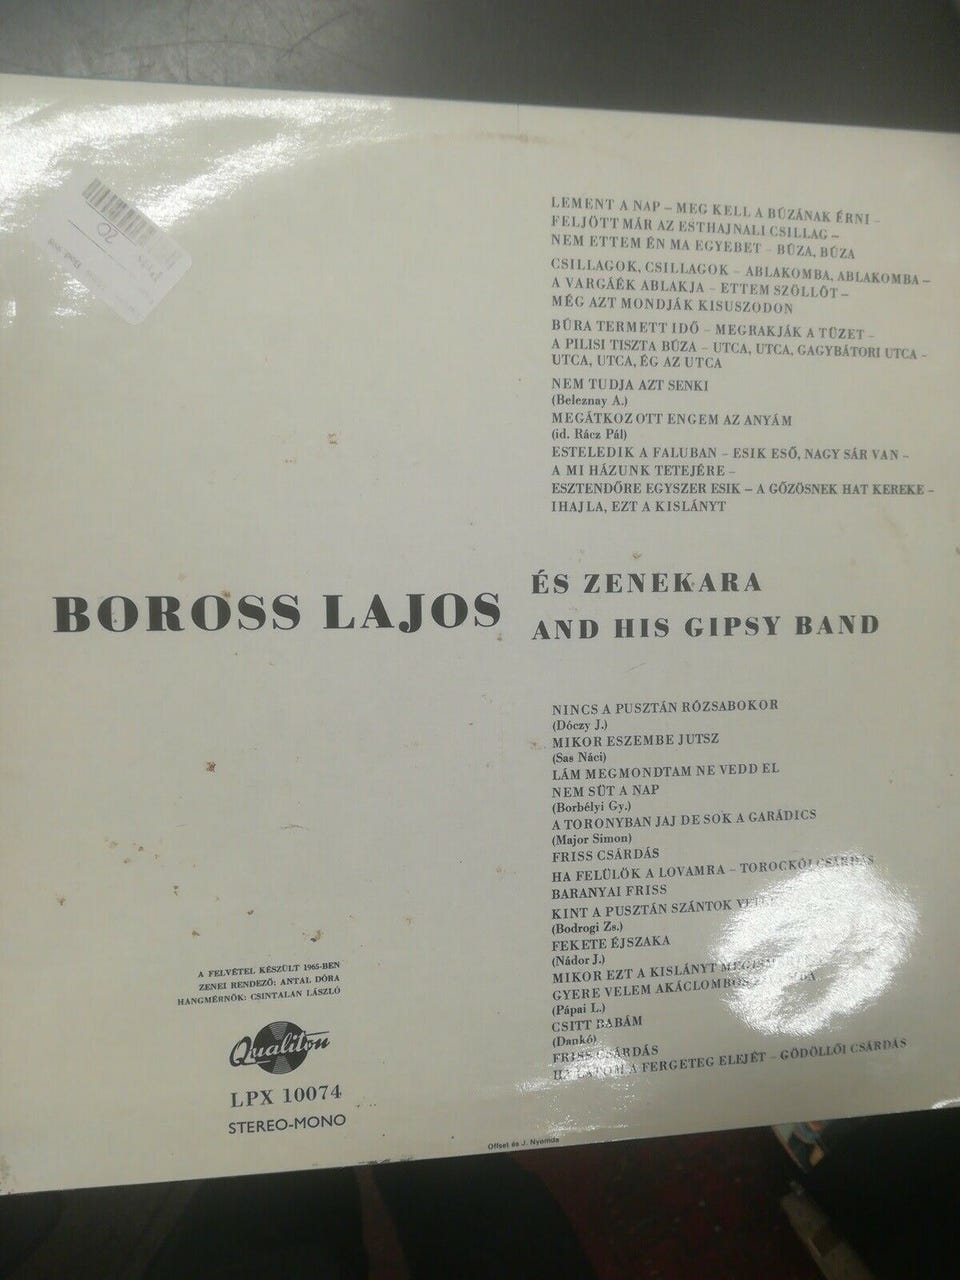 LEMENT A NAP – MEG KELL A BÚZÁNAK ÉRNI –
FELJÖTT MÁR AZ ESTHAJNALI CSILLAG –
NEM ETTEM ÉN MA EGYEBET – BÚZA, BÚZA
CSILLAGOK, CSILLAGOK – ABLAKOMBA, ABLAKOMBA –
A VARGÁÉK ABLAKJA – ETTEM SZŐLLŐT –
MÉG AZT MONDJÁK KISUSZODON
BÚRA TERMETT IDŐ – MEGRAKJÁK A TÜZET –
A PILISI TISZTA BÚZA – UTCA, UTCA, GAGYBÁTORI UTCA –
UTCA, UTCA, ÉG AZ UTCA
NEM TUDJA AZT SENKI
(Beleznay A.)
MEGÁTKOZOTT ENGEM AZ ANYÁM
(id. Rácz Pál)
ESTELEDIK A FALUBAN – ESIK ESŐ, NAGY SÁR VAN –
A MI HÁZUNK TETEJÉRE –
ESZTENDŐRE EGYSZER ESIK – A GŐZÖSNEK HAT KEREKE –
IHAJLA, EZT A KISLÁNYT
BOROSS LAJOS
ÉS ZENEKARA
AND HIS GIPSY BAND
NINCS A PUSZTÁN RÓZSABOKOR
(Dóczy J.)
MIKOR ESZEMBE JUTSZ
(Sas Náci)
LÁM MEGMONDTAM NE VEDD EL
NEM SÜT A NAP
(Borbélyi Gy.)
A TORONYBAN JAJ DE SOK A GARÁDICS
(Major Simon)
FRISS CSÁRDÁS
HA FELÜLÖK A LOVAMRA – TOROCKÓI CSÁRDÁS
BARANYAI FRISS
KINT A PUSZTÁN SZÁNTOK
(Bodrogi Zs.)
FEKETE ÉJSZAKA
(Nádor J.)
MIKOR EZT A KISLÁNYT
GYERE VELEM AKÁCLOMBOS
(Pápai L.)
CSITT BABÁM
(Dankó)
FRISS CSÁRDÁS
A FERGETEG ELEJÉT – GÖDÖLLŐI CSÁRDÁS
A FELVÉTEL KÉSZÜLT 1965-BEN
ZENEI RENDEZŐ: ANTAL DÓRA
HANGMÉRNÖK: CSINTALAN LÁSZLÓ
Qualiton
LPX 10074
STEREO-MONO
Offset és J. Nyomda